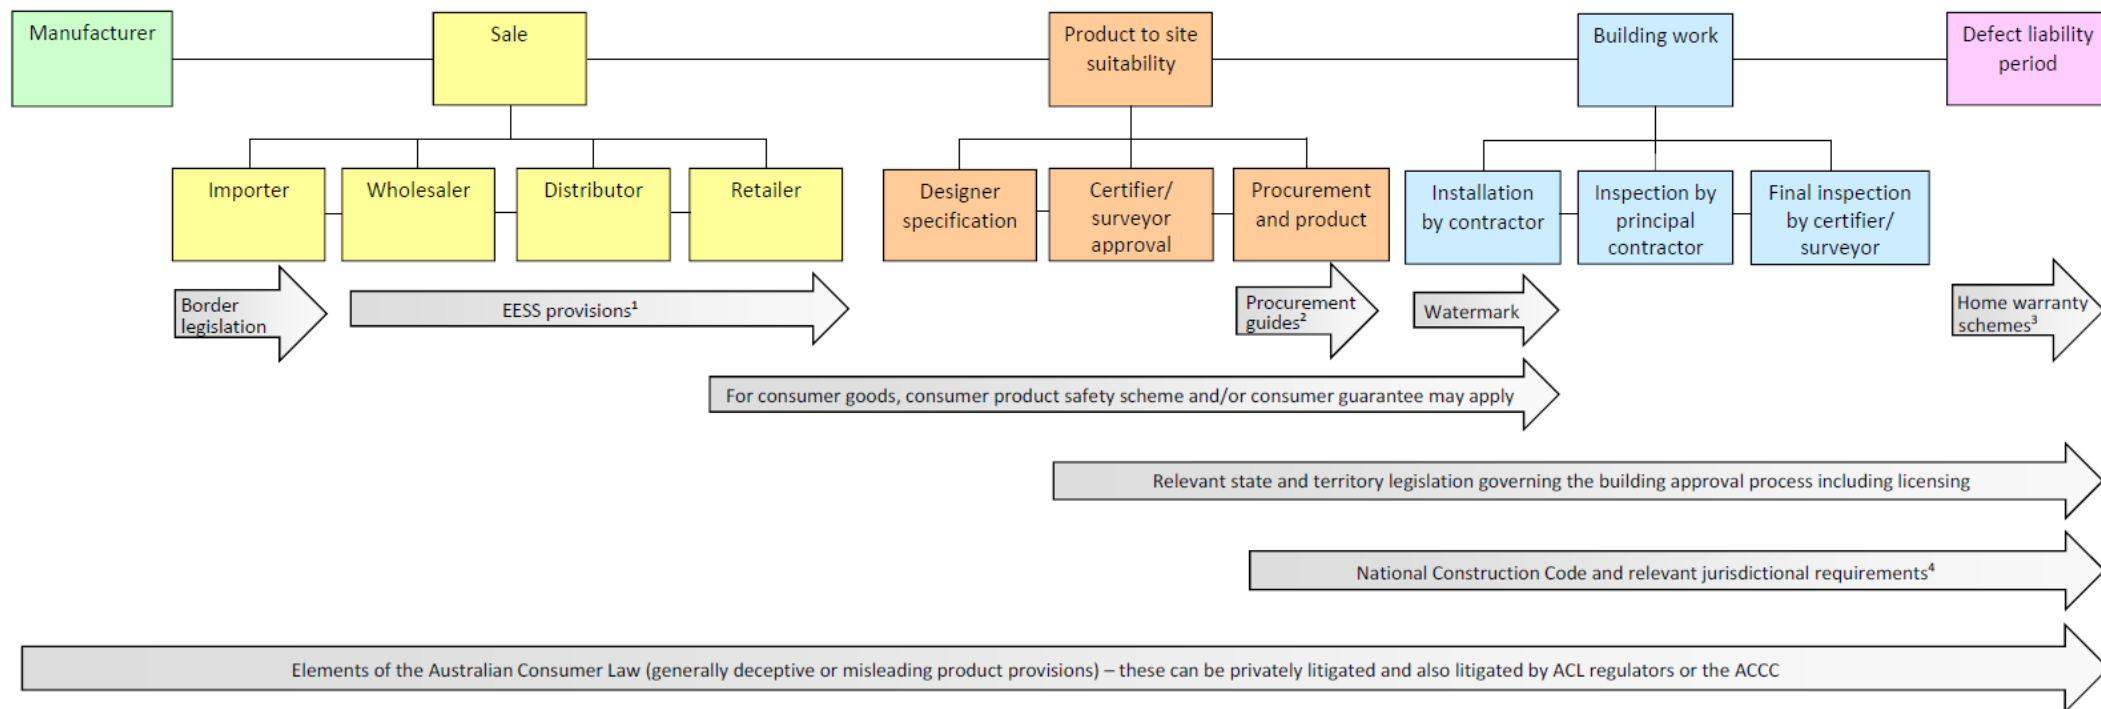 Manufacturer
Sale
Product to site
suitability
Building work
Defect liability
period
Importer
Wholesaler
Distributor
Retailer
Designer
specification
Certifier/
surveyor
approval
Procurement
and product
Installation
by contractor
Inspection by
principal
contractor
Final inspection
by certifier/
surveyor
Border
legislation
EESS provisions¹
Procurement
guides²
Watermark
Home warranty
schemes³
For consumer goods, consumer product safety scheme and/or consumer guarantee may apply
Relevant state and territory legislation governing the building approval process including licensing
National Construction Code and relevant jurisdictional requirements⁴
Elements of the Australian Consumer Law (generally deceptive or misleading product provisions) – these can be privately litigated and also litigated by ACL regulators or the ACCC